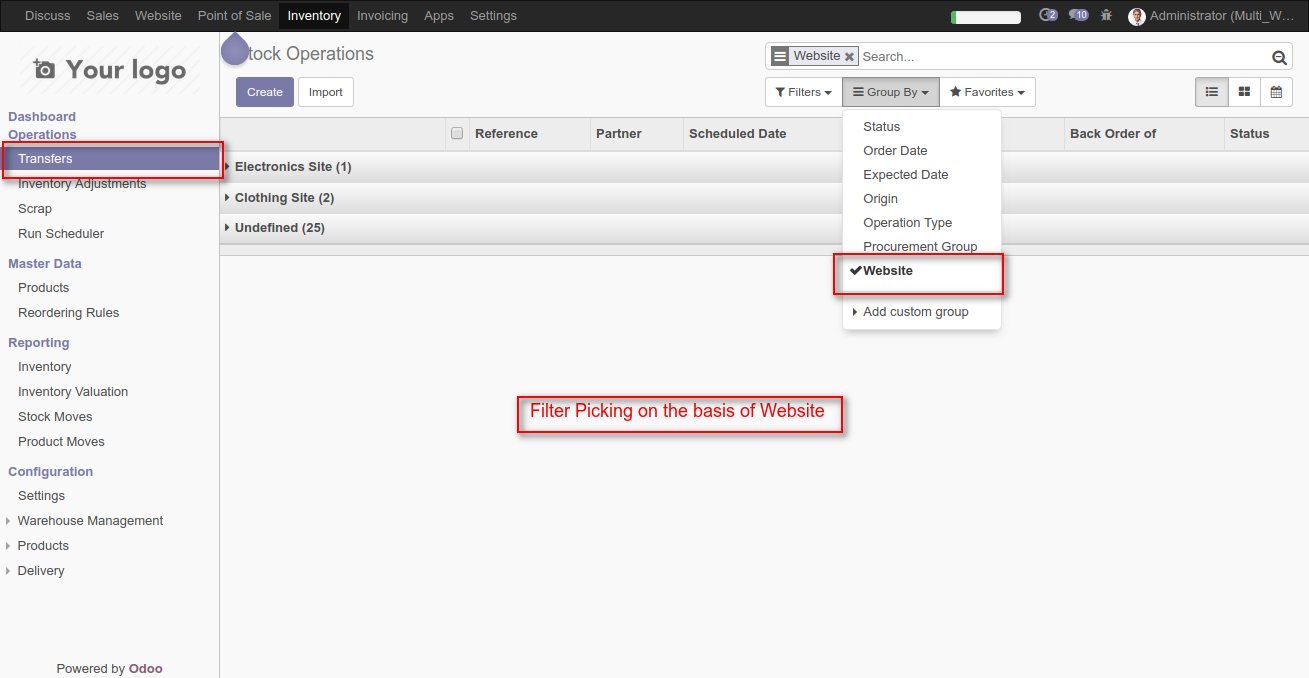 Discuss Sales Website Point of Sale Inventory Invoicing Apps Settings 2 10 Administrator (Multi_W...
Your logo
Stock Operations
Website Search...
Create Import
Filters Group By Favorites
Dashboard
Operations
Transfers
Inventory Adjustments
Scrap
Run Scheduler
Master Data
Products
Reordering Rules
Reporting
Inventory
Inventory Valuation
Stock Moves
Product Moves
Configuration
Settings
Warehouse Management
Products
Delivery
Powered by Odoo
Reference Partner Scheduled Date Back Order of Status
Electronics Site (1)
Clothing Site (2)
Undefined (25)
Status
Order Date
Expected Date
Origin
Operation Type
Procurement Group
Website
Add custom group
Filter Picking on the basis of Website